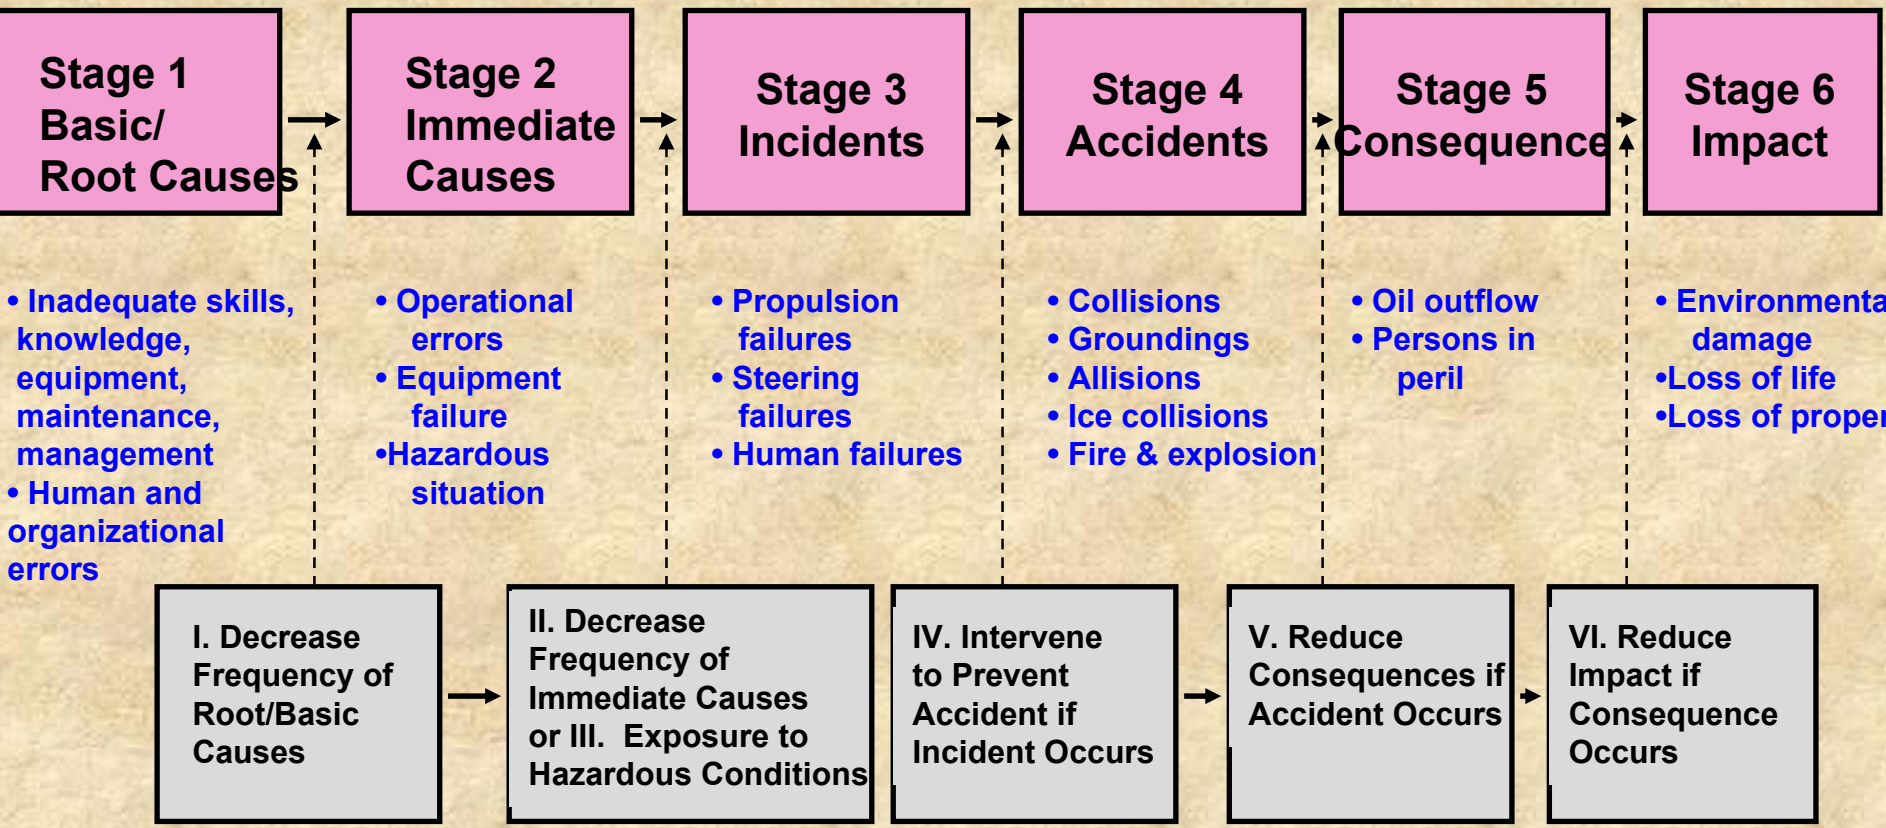 Stage 1
Basic/
Root Causes
Stage 2
Immediate
Causes
Stage 3
Incidents
Stage 4
Accidents
Stage 5
Consequence
Stage 6
Impact
• Inadequate skills,
knowledge,
equipment,
maintenance,
management
• Human and
organizational
errors
• Operational
errors
• Equipment
failure
•Hazardous
situation
• Propulsion
failures
• Steering
failures
• Human failures
• Collisions
• Groundings
• Allisions
• Ice collisions
• Fire & explosion
• Oil outflow
• Persons in
peril
• Environmenta
damage
•Loss of life
•Loss of proper
I. Decrease
Frequency of
Root/Basic
Causes
II. Decrease
Frequency of
Immediate Causes
or III. Exposure to
Hazardous Conditions
IV. Intervene
to Prevent
Accident if
Incident Occurs
V. Reduce
Consequences if
Accident Occurs
VI. Reduce
Impact if
Consequence
Occurs